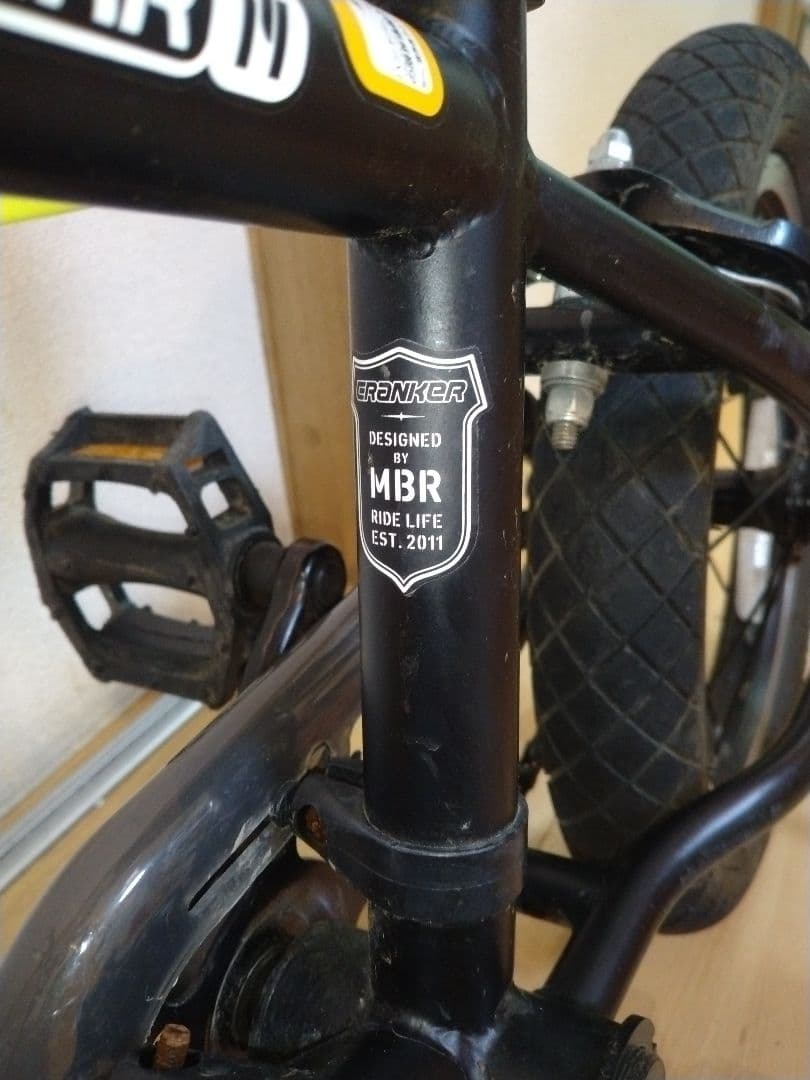 CRANKER
DESIGNED
BY
MBR
RIDE LIFE
EST. 2011